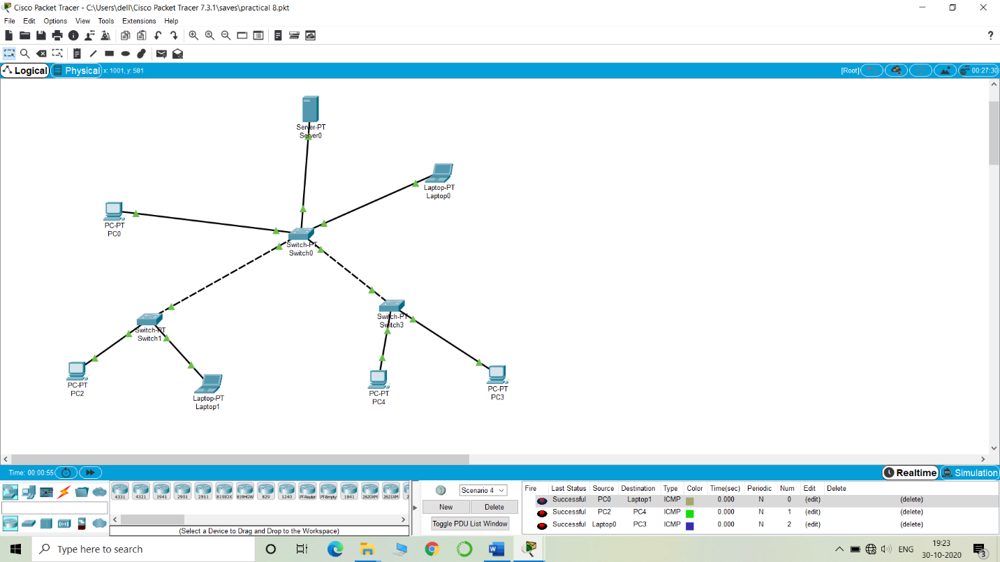 Cisco Packet Tracer - C:\Users\dell\Cisco Packet Tracer 7.3.1\saves\practical 8.pkt
File Edit Options View Tools Extensions Help
?
Logical Physical x: 1001, y: 581 [Root] 00:27:30
Server-PT
Server0
Laptop-PT
Laptop0
PC-PT
PC0
Switch-PT
Switch0
Switch-PT
Switch3
Switch-PT
Switch1
PC-PT
PC2
Laptop-PT
Laptop1
PC-PT
PC4
PC-PT
PC3
Time: 00:00:55 Realtime Simulation
4331 4321 1941 2901 2911 819IOX 819HGW 829 1240 PT-Router PT-Empty 1841 2620XM 2621XM
(Select a Device to Drag and Drop to the Workspace)
Scenario 4
New Delete
Toggle PDU List Window
Fire Last Status Source Destination Type Color Time(sec) Periodic Num Edit Delete
Successful PC0 Laptop1 ICMP 0.000 N 0 (edit) (delete)
Successful PC2 PC4 ICMP 0.000 N 1 (edit) (delete)
Successful Laptop0 PC3 ICMP 0.000 N 2 (edit) (delete)
Type here to search
ENG
19:23
30-10-2020
3